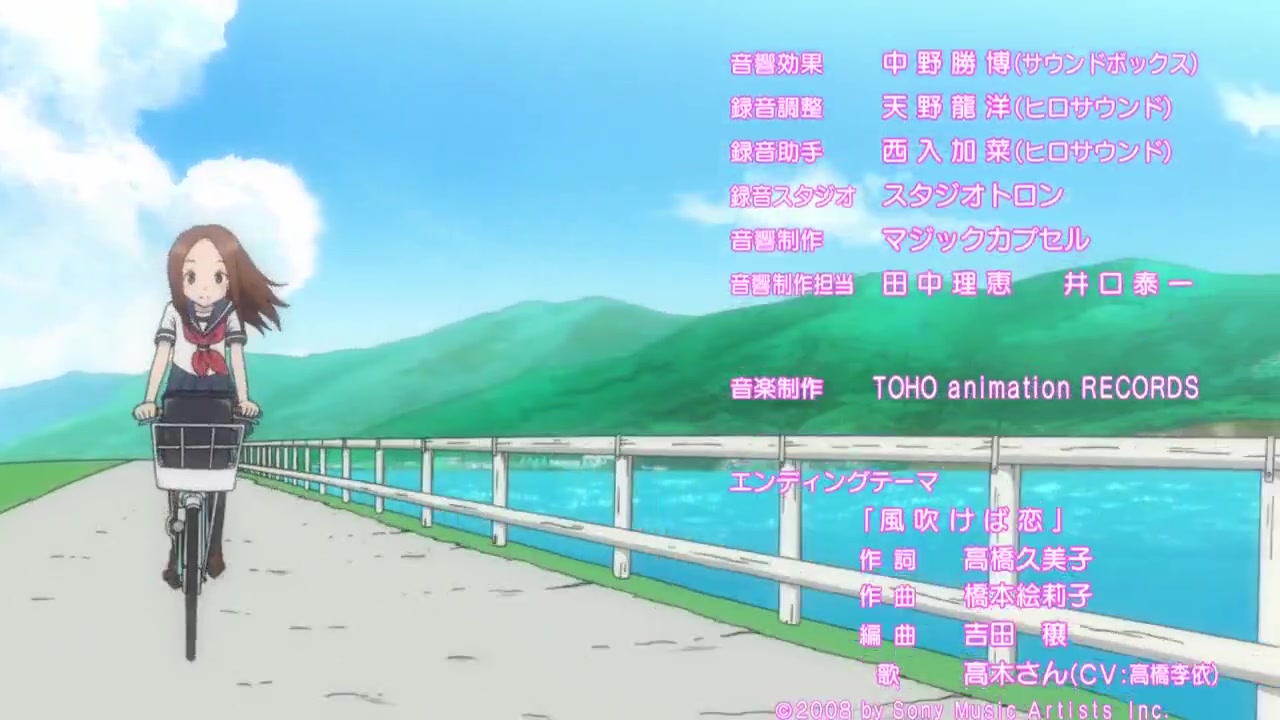 音響効果 中野勝博(サウンドボックス)
録音調整 天野龍洋(ヒロサウンド)
録音助手 西入加菜(ヒロサウンド)
録音スタジオ スタジオトロン
音響制作 マジックカプセル
音響制作担当 田中理恵 井口泰一
音楽制作 TOHO animation RECORDS
エンディングテーマ
「風吹けば恋」
作詞 高橋久美子
作曲 橋本絵莉子
編曲 吉田 穣
歌 高木さん(CV:高橋李依)
©2008 by Sony Music Artists Inc.